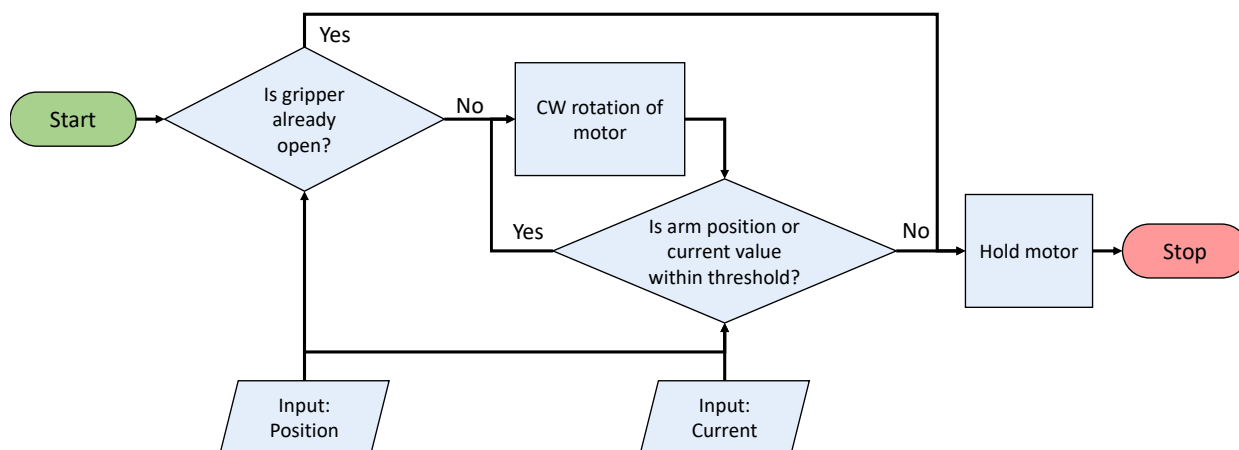 Yes
Start
Is gripper
already
open?
No
CW rotation of
motor
Yes
Is arm position or
current value
within threshold?
No
Hold motor
Stop
Input:
Position
Input:
Current